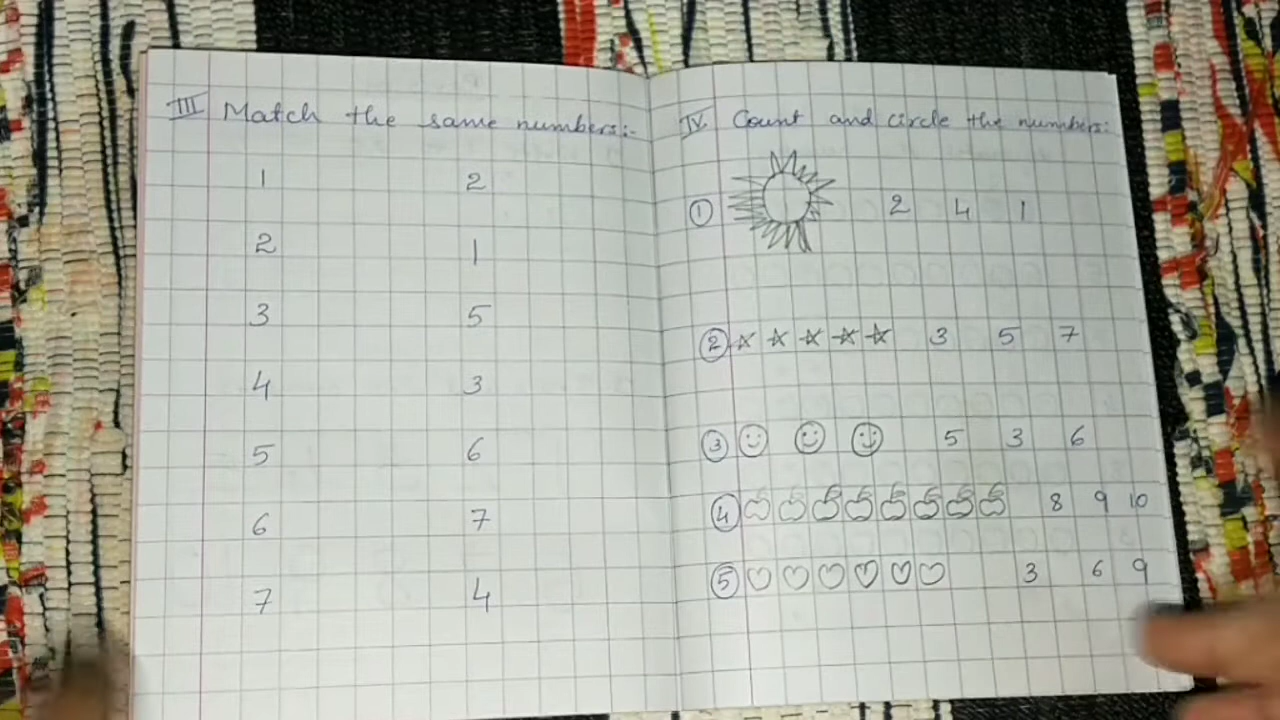 III Match the same numbers:-
1 2
2 1
3 5
4 3
5 6
6 7
7 4
IV Count and circle the numbers:
1 2 4 1
2 3 5 7
3 5 3 6
4 8 9 10
5 3 6 9